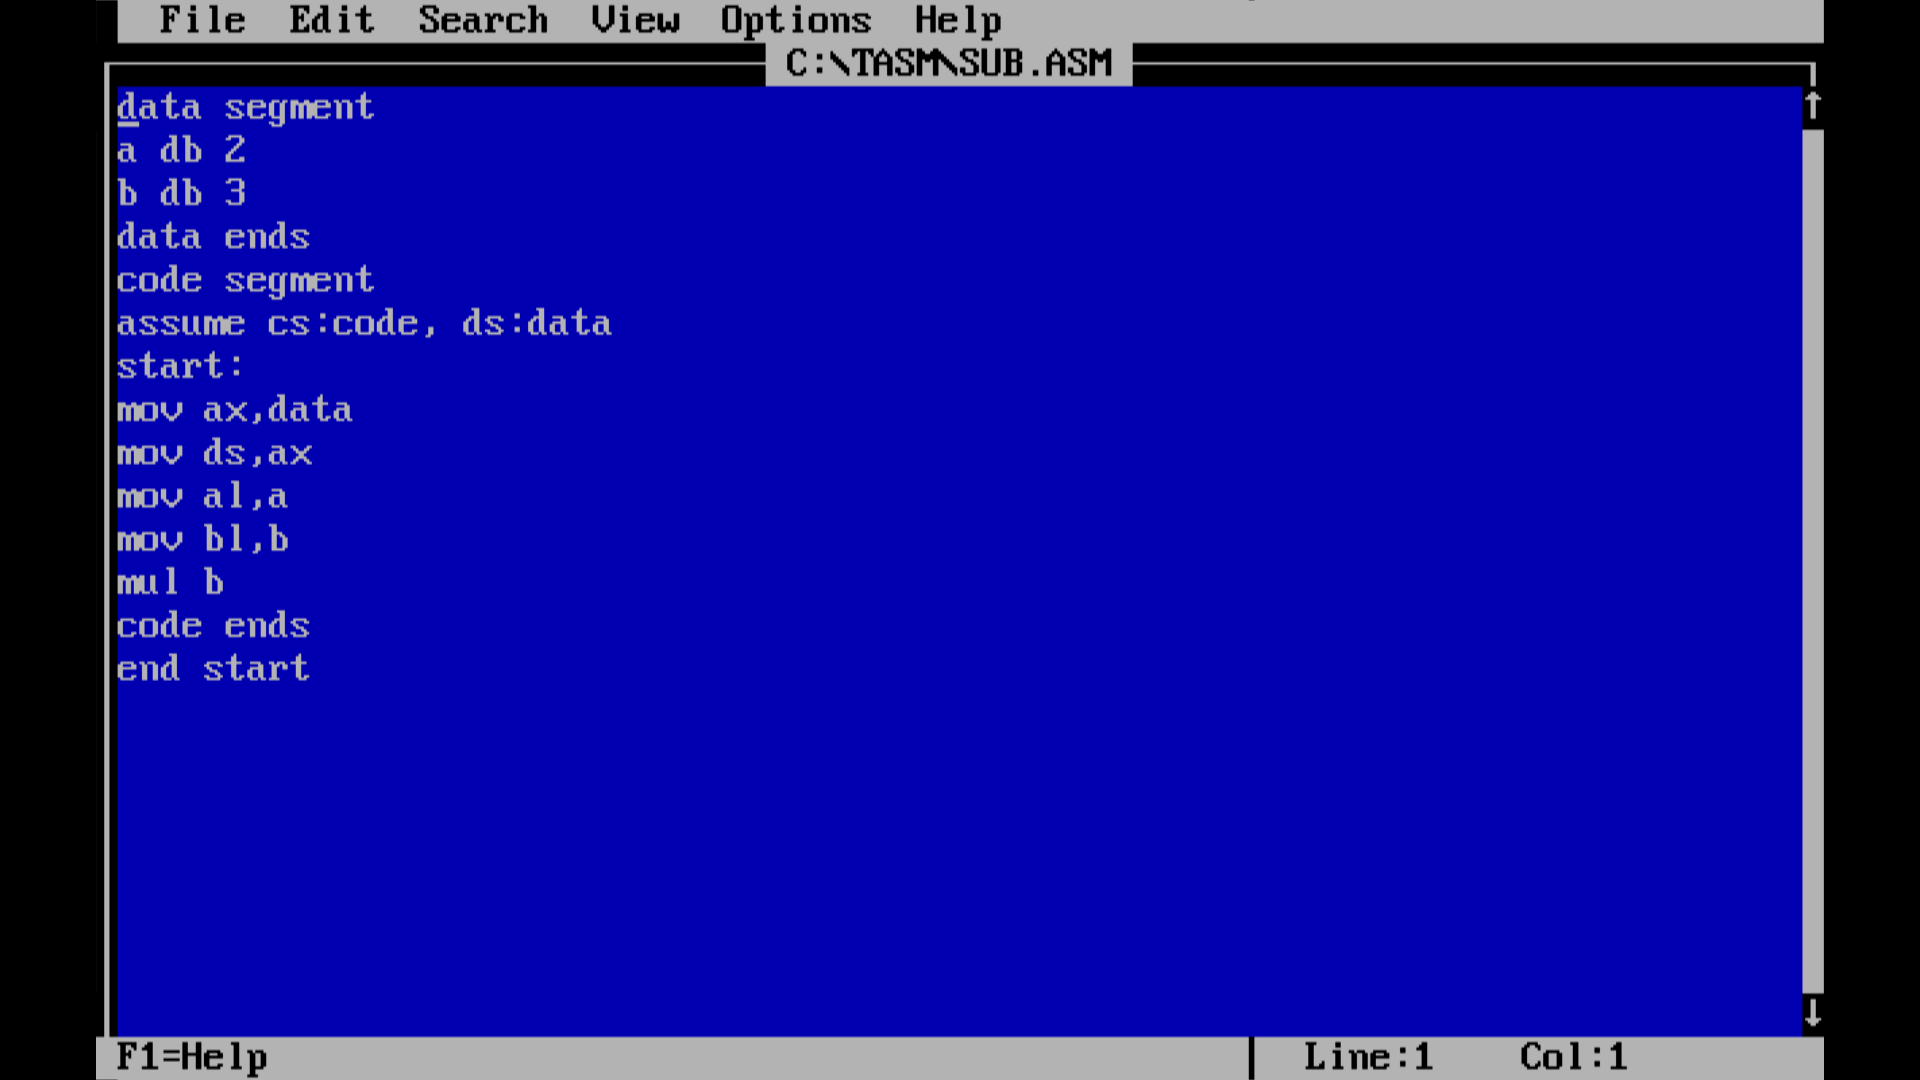 File Edit Search View Options Help
C:\TASM\SUB.ASM
data segment
a db 2
b db 3
data ends
code segment
assume cs:code, ds:data
start:
mov ax,data
mov ds,ax
mov al,a
mov bl,b
mul b
code ends
end start
F1=Help Line:1 Col:1